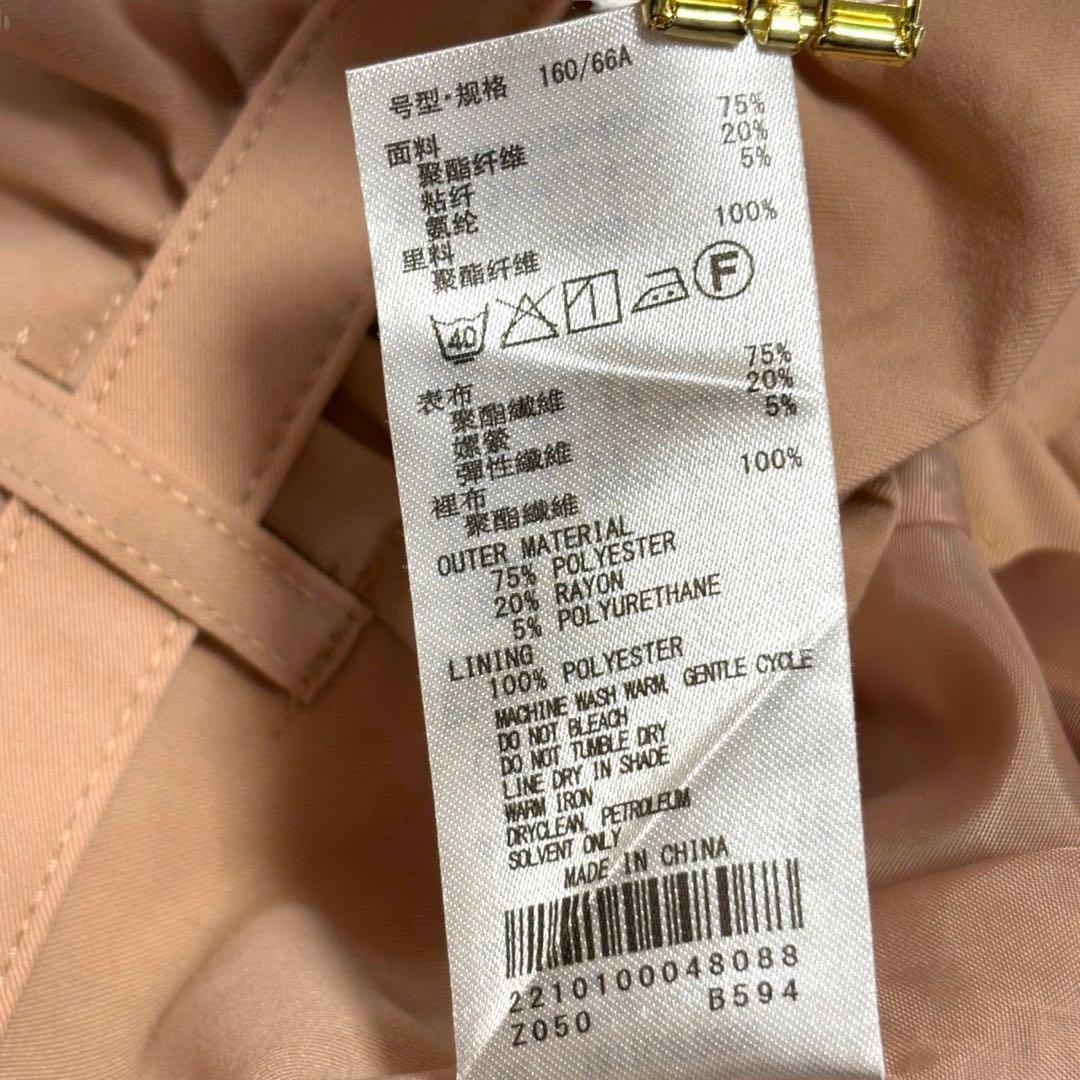 号型·规格 160/66A
面料
聚酯纤维 75%
粘纤 20%
氨纶 5%
里料
聚酯纤维 100%
40 1 F
表布
聚酯纖維 75%
嫘縈 20%
彈性纖維 5%
裡布
聚酯纖維 100%
OUTER MATERIAL
75% POLYESTER
20% RAYON
5% POLYURETHANE
LINING
100% POLYESTER
MACHINE WASH WARM, GENTLE CYCLE
DO NOT BLEACH
DO NOT TUMBLE DRY
LINE DRY IN SHADE
WARM IRON
DRYCLEAN, PETROLEUM
SOLVENT ONLY
MADE IN CHINA
2210100048088
Z050 B594